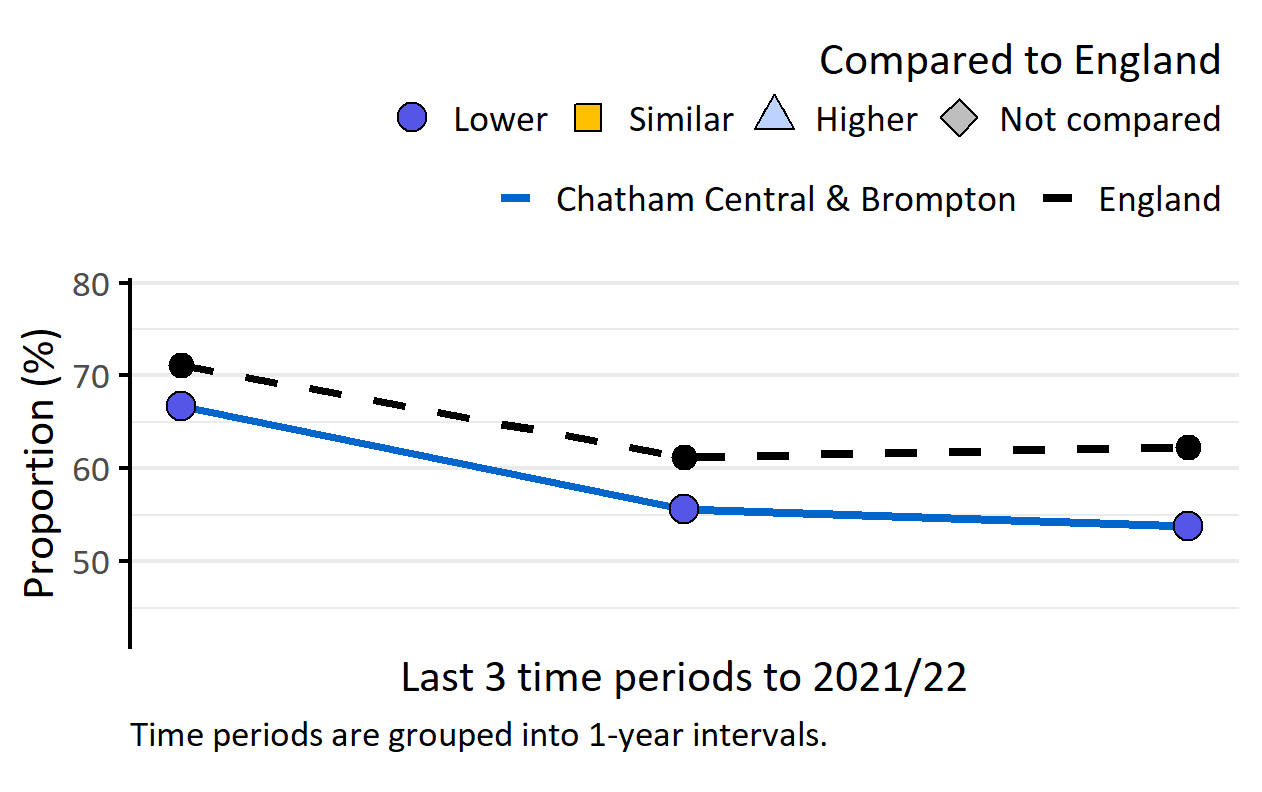 Compared to England
Lower Similar Higher Not compared
Chatham Central & Brompton England
80
70
60
50
Proportion (%)
Last 3 time periods to 2021/22
Time periods are grouped into 1-year intervals.